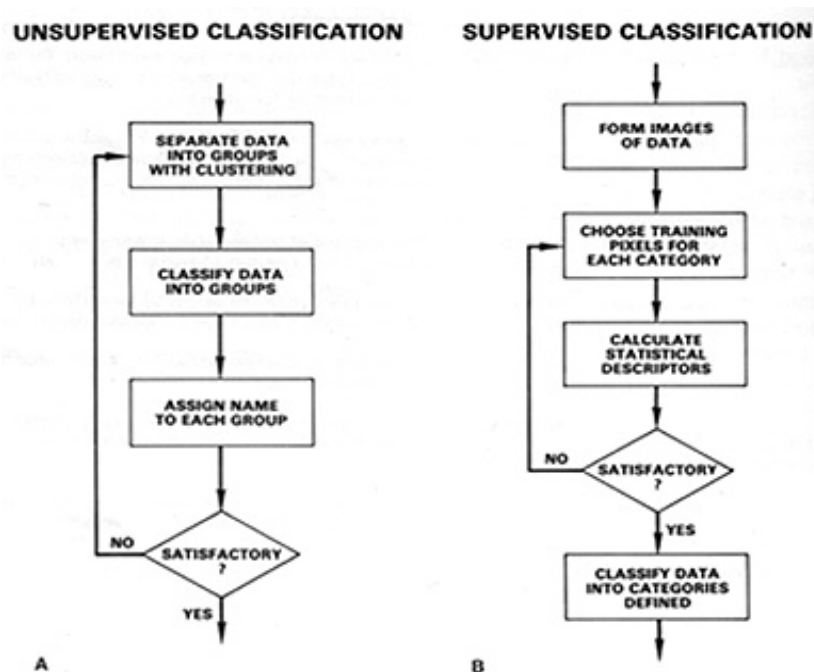 UNSUPERVISED CLASSIFICATION
SEPARATE DATA
INTO GROUPS
WITH CLUSTERING
CLASSIFY DATA
INTO GROUPS
ASSIGN NAME
TO EACH GROUP
NO
SATISFACTORY
?
YES
A
SUPERVISED CLASSIFICATION
FORM IMAGES
OF DATA
CHOOSE TRAINING
PIXELS FOR
EACH CATEGORY
CALCULATE
STATISTICAL
DESCRIPTORS
NO
SATISFACTORY
?
YES
CLASSIFY DATA
INTO CATEGORIES
DEFINED
B